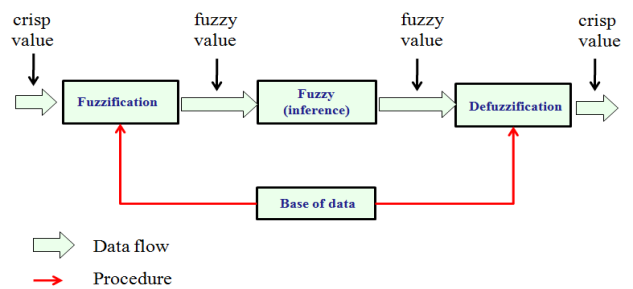 crisp
value
fuzzy
value
fuzzy
value
crisp
value
Fuzzification
Fuzzy
(inference)
Defuzzification
Base of data
Data flow
Procedure